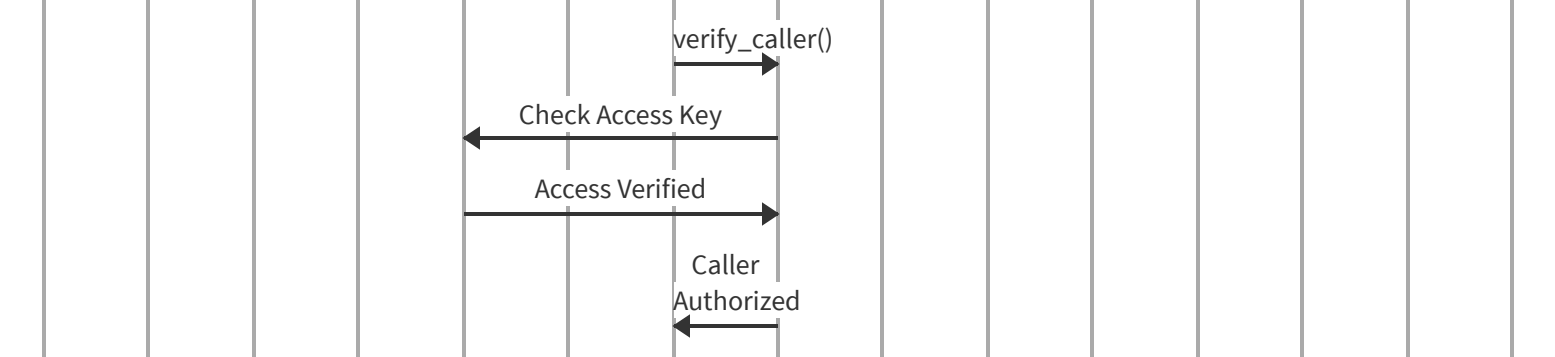 verify_caller()
Check Access Key
Access Verified
Caller
Authorized